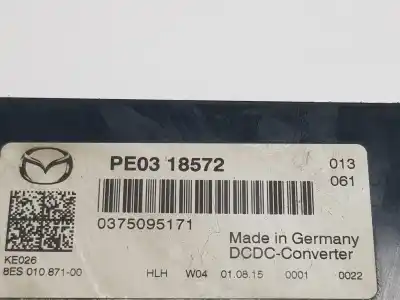 PE03 18572
013
061
0375095171
Made in Germany
DCDC-Converter
KE026
8ES 010.871-00
HLH W04 01.08.15 0001 0022